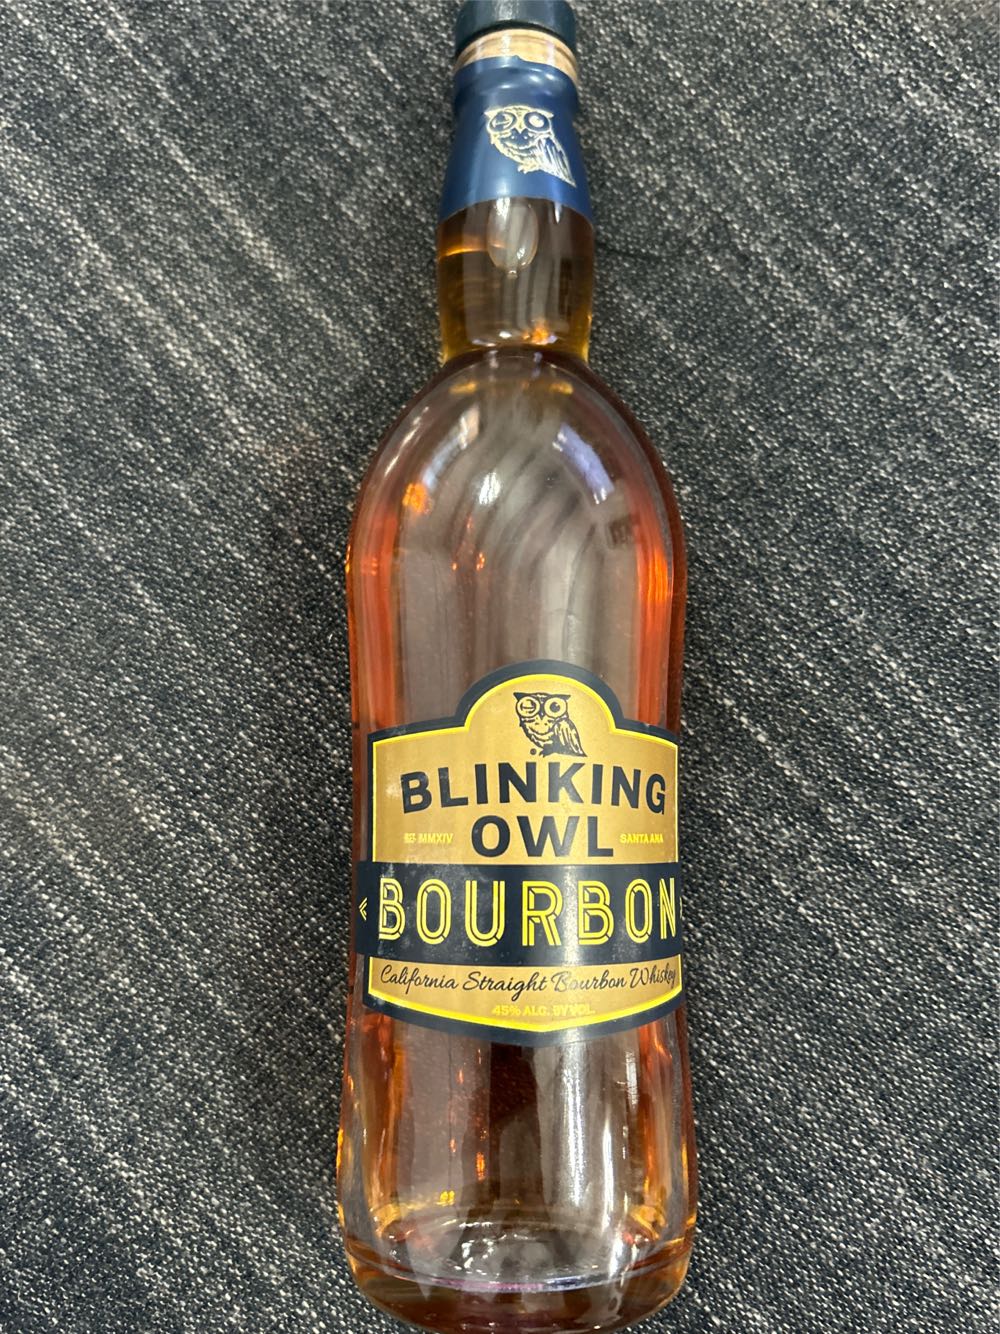 BLINKING
OWL
EST. MMXIV SANTA ANA
BOURBON
California Straight Bourbon Whiskey
45% ALC. BY VOL.